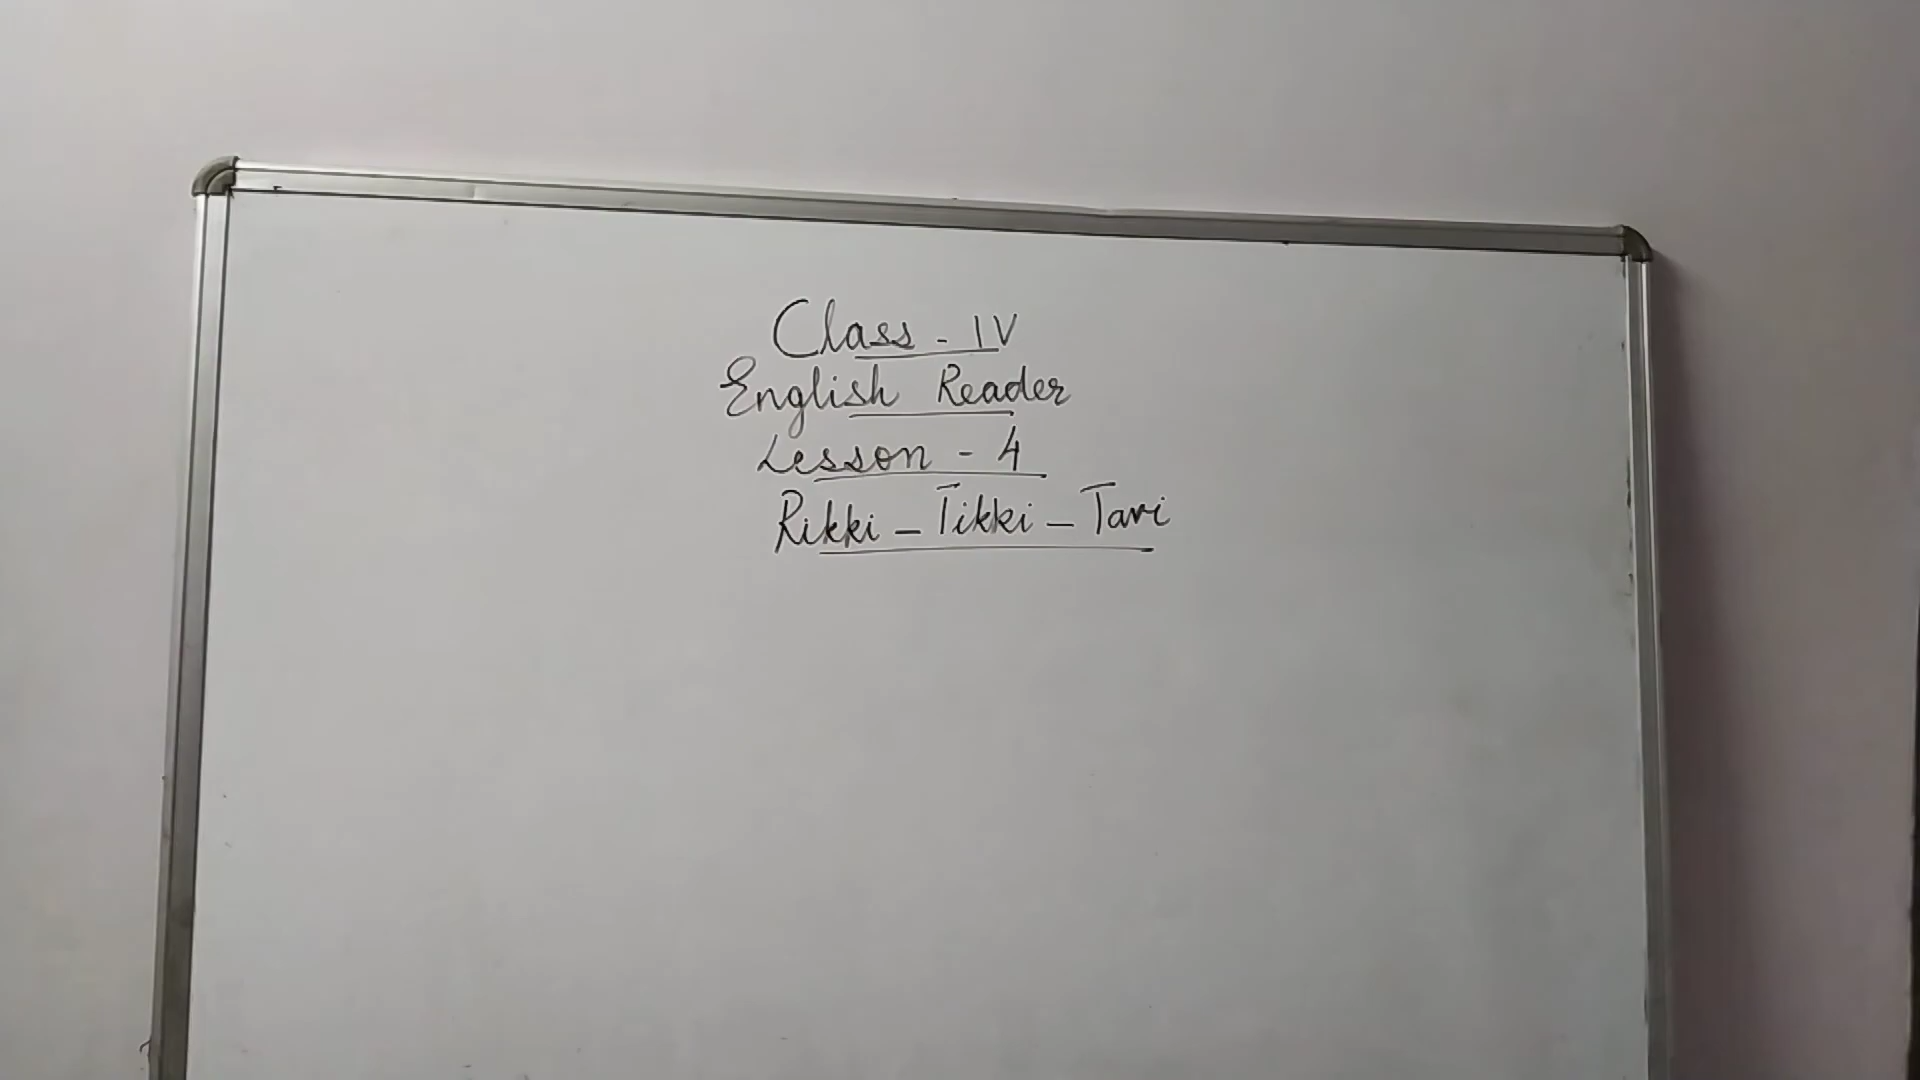 Class - IV
English Reader
Lesson - 4
Rikki - Tikki - Tavi